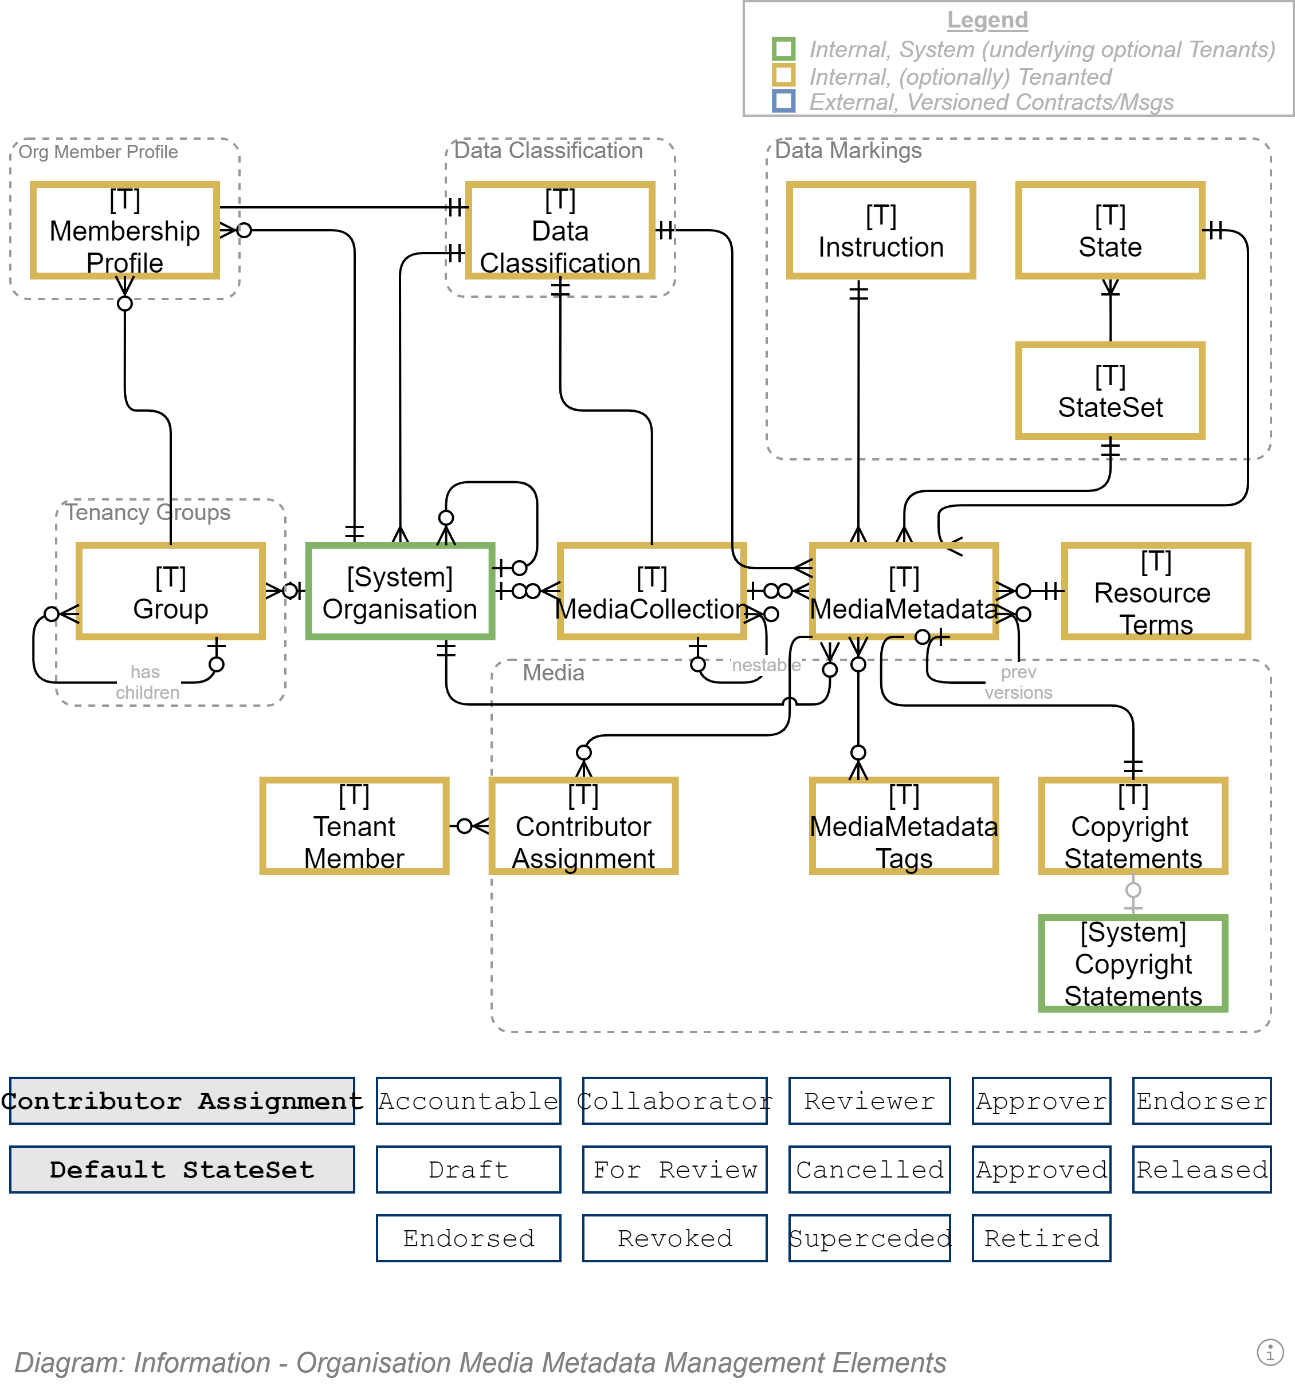 Legend
Internal, System (underlying optional Tenants)
Internal, (optionally) Tenanted
External, Versioned Contracts/Msgs
Org Member Profile
Data Classification
Data Markings
[T]
Membership
Profile
[T]
Data
Classification
[T]
Instruction
[T]
State
[T]
StateSet
Tenancy Groups
[T]
Group
[System]
Organisation
[T]
MediaCollection
[T]
MediaMetadata
[T]
Resource
Terms
has
children
nestable
Media
prev
versions
[T]
Tenant
Member
[T]
Contributor
Assignment
[T]
MediaMetadata
Tags
[T]
Copyright
Statements
[System]
Copyright
Statements
Contributor Assignment
Accountable
Collaborator
Reviewer
Approver
Endorser
Default StateSet
Draft
For Review
Cancelled
Approved
Released
Endorsed
Revoked
Superceded
Retired
Diagram: Information - Organisation Media Metadata Management Elements
i